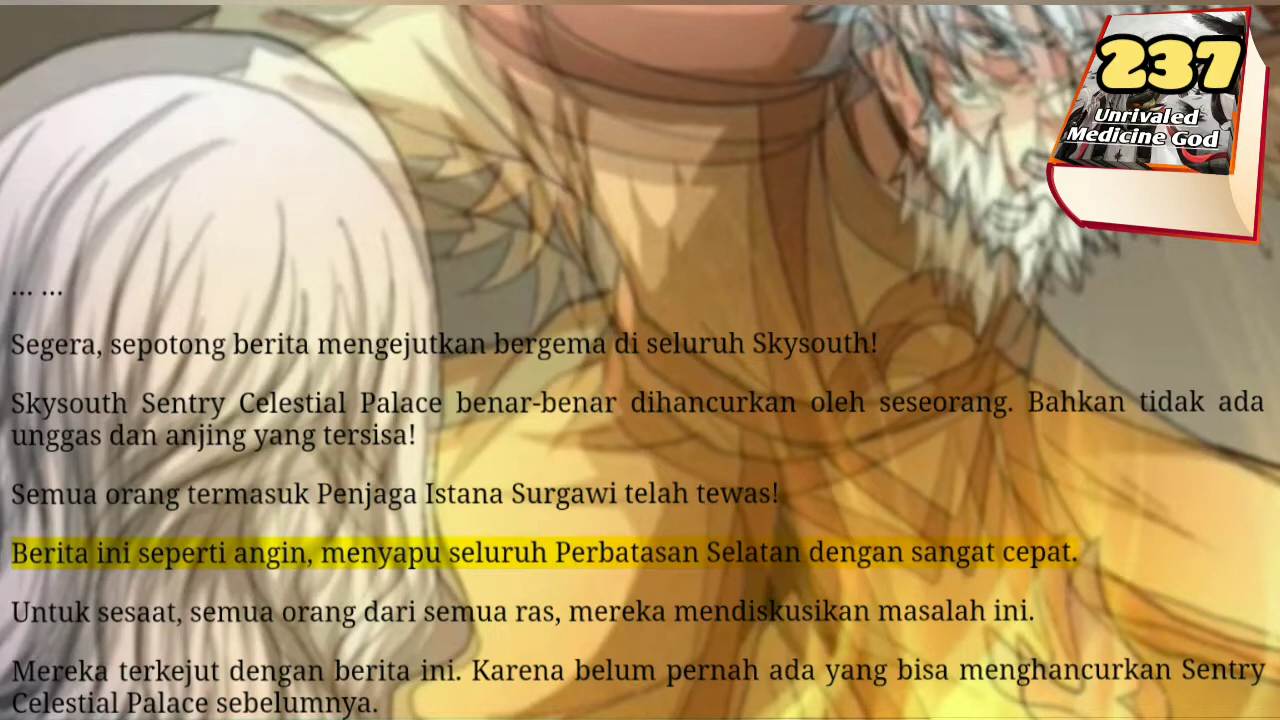 237
Unrivaled
Medicine God
... ...
Segera, sepotong berita mengejutkan bergema di seluruh Skysouth!
Skysouth Sentry Celestial Palace benar-benar dihancurkan oleh seseorang. Bahkan tidak ada
unggas dan anjing yang tersisa!
Semua orang termasuk Penjaga Istana Surgawi telah tewas!
Berita ini seperti angin, menyapu seluruh Perbatasan Selatan dengan sangat cepat.
Untuk sesaat, semua orang dari semua ras, mereka mendiskusikan masalah ini.
Mereka terkejut dengan berita ini. Karena belum pernah ada yang bisa menghancurkan Sentry
Celestial Palace sebelumnya.